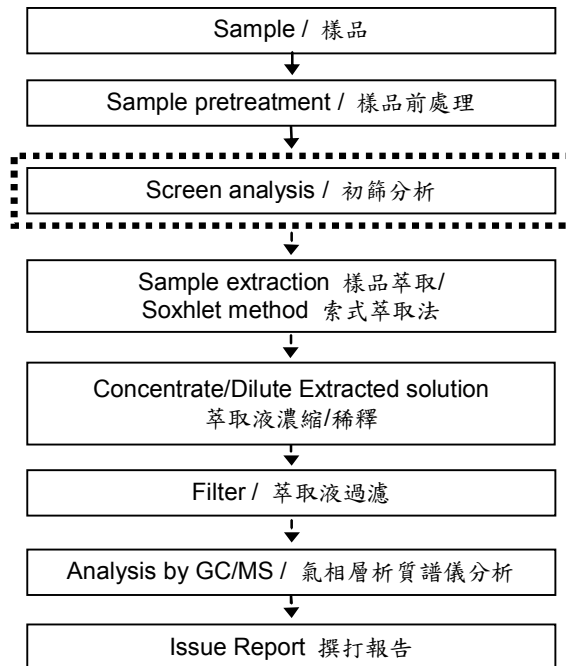 Sample / 樣品
Sample pretreatment / 樣品前處理
Screen analysis / 初篩分析
Sample extraction 樣品萃取/
Soxhlet method 索式萃取法
Concentrate/Dilute Extracted solution
萃取液濃縮/稀釋
Filter / 萃取液過濾
Analysis by GC/MS / 氣相層析質譜儀分析
Issue Report 撰打報告